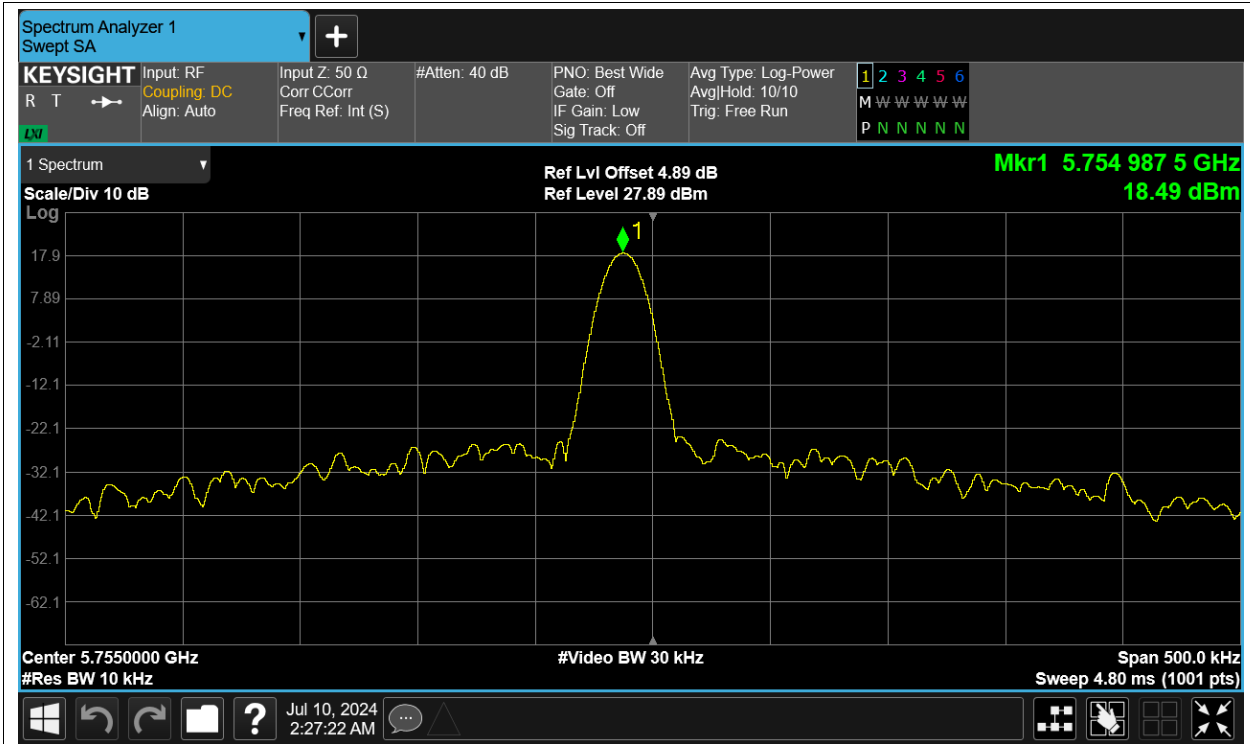 Spectrum Analyzer 1
Swept SA
KEYSIGHT
R T
LXI
Input: RF
Coupling: DC
Align: Auto
Input Z: 50 Ω
Corr CCorr
Freq Ref: Int (S)
#Atten: 40 dB
PNO: Best Wide
Gate: Off
IF Gain: Low
Sig Track: Off
Avg Type: Log-Power
Avg|Hold: 10/10
Trig: Free Run
1 2 3 4 5 6
M W W W W W
P N N N N N
1 Spectrum
Scale/Div 10 dB
Log
Ref Lvl Offset 4.89 dB
Ref Level 27.89 dBm
Mkr1 5.754 987 5 GHz
18.49 dBm
1
17.9
7.89
-2.11
-12.1
-22.1
-32.1
-42.1
-52.1
-62.1
Center 5.7550000 GHz
#Res BW 10 kHz
#Video BW 30 kHz
Span 500.0 kHz
Sweep 4.80 ms (1001 pts)
?
Jul 10, 2024
2:27:22 AM